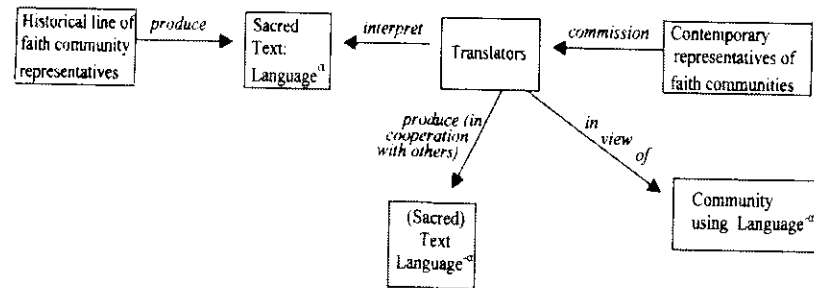 Historical line of
faith community
representatives
produce
Sacred
Text:
Language^α
interpret
Translators
commission
Contemporary
representatives of
faith communities
produce (in
cooperation
with others)
in
view
of
(Sacred)
Text
Language^-α
Community
using Language^-α